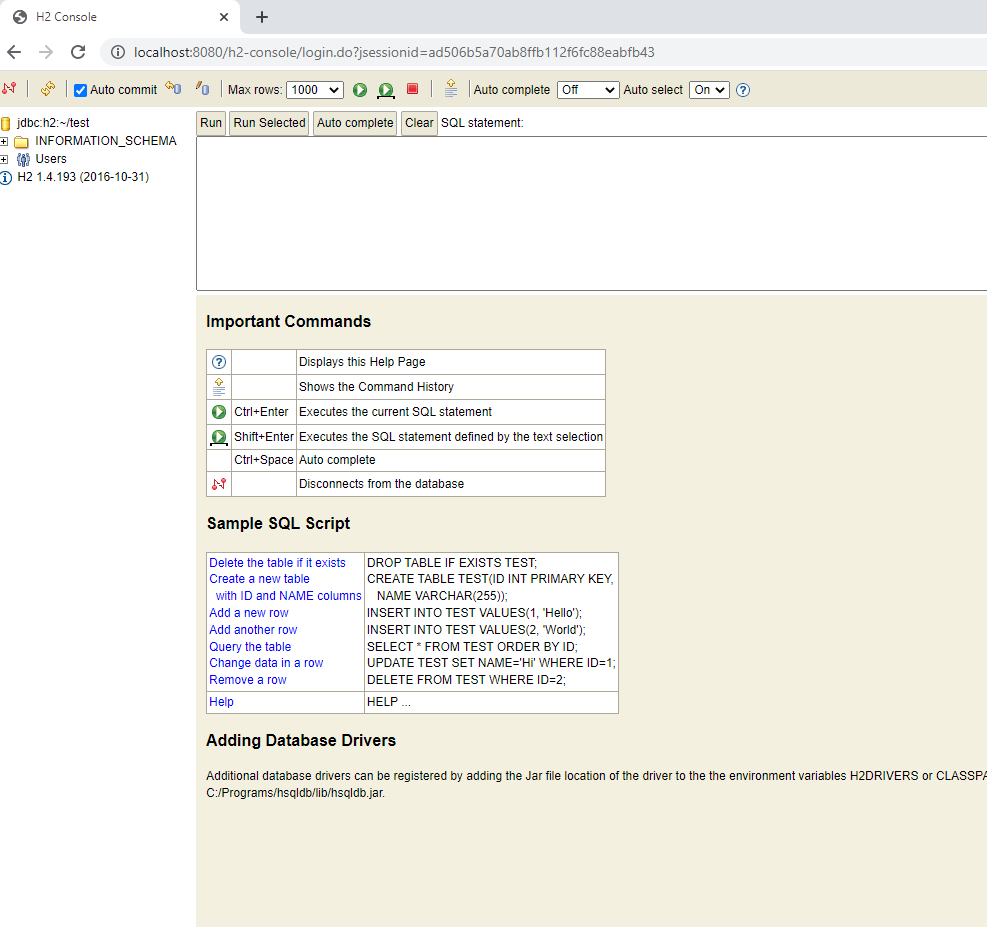 H2 Console
localhost:8080/h2-console/login.do?jsessionid=ad506b5a70ab8ffb112f6fc88eabfb43
Auto commit Max rows: 1000 Auto complete Off Auto select On
jdbc:h2:~/test
INFORMATION_SCHEMA
Users
H2 1.4.193 (2016-10-31)
Run Run Selected Auto complete Clear SQL statement:
Important Commands
Displays this Help Page
Shows the Command History
Ctrl+Enter Executes the current SQL statement
Shift+Enter Executes the SQL statement defined by the text selection
Ctrl+Space Auto complete
Disconnects from the database
Sample SQL Script
Delete the table if it exists DROP TABLE IF EXISTS TEST;
Create a new table CREATE TABLE TEST(ID INT PRIMARY KEY,
with ID and NAME columns NAME VARCHAR(255));
Add a new row INSERT INTO TEST VALUES(1, 'Hello');
Add another row INSERT INTO TEST VALUES(2, 'World');
Query the table SELECT * FROM TEST ORDER BY ID;
Change data in a row UPDATE TEST SET NAME='Hi' WHERE ID=1;
Remove a row DELETE FROM TEST WHERE ID=2;
Help HELP ...
Adding Database Drivers
Additional database drivers can be registered by adding the Jar file location of the driver to the the environment variables H2DRIVERS or CLASSPA
C:/Programs/hsqldb/lib/hsqldb.jar.